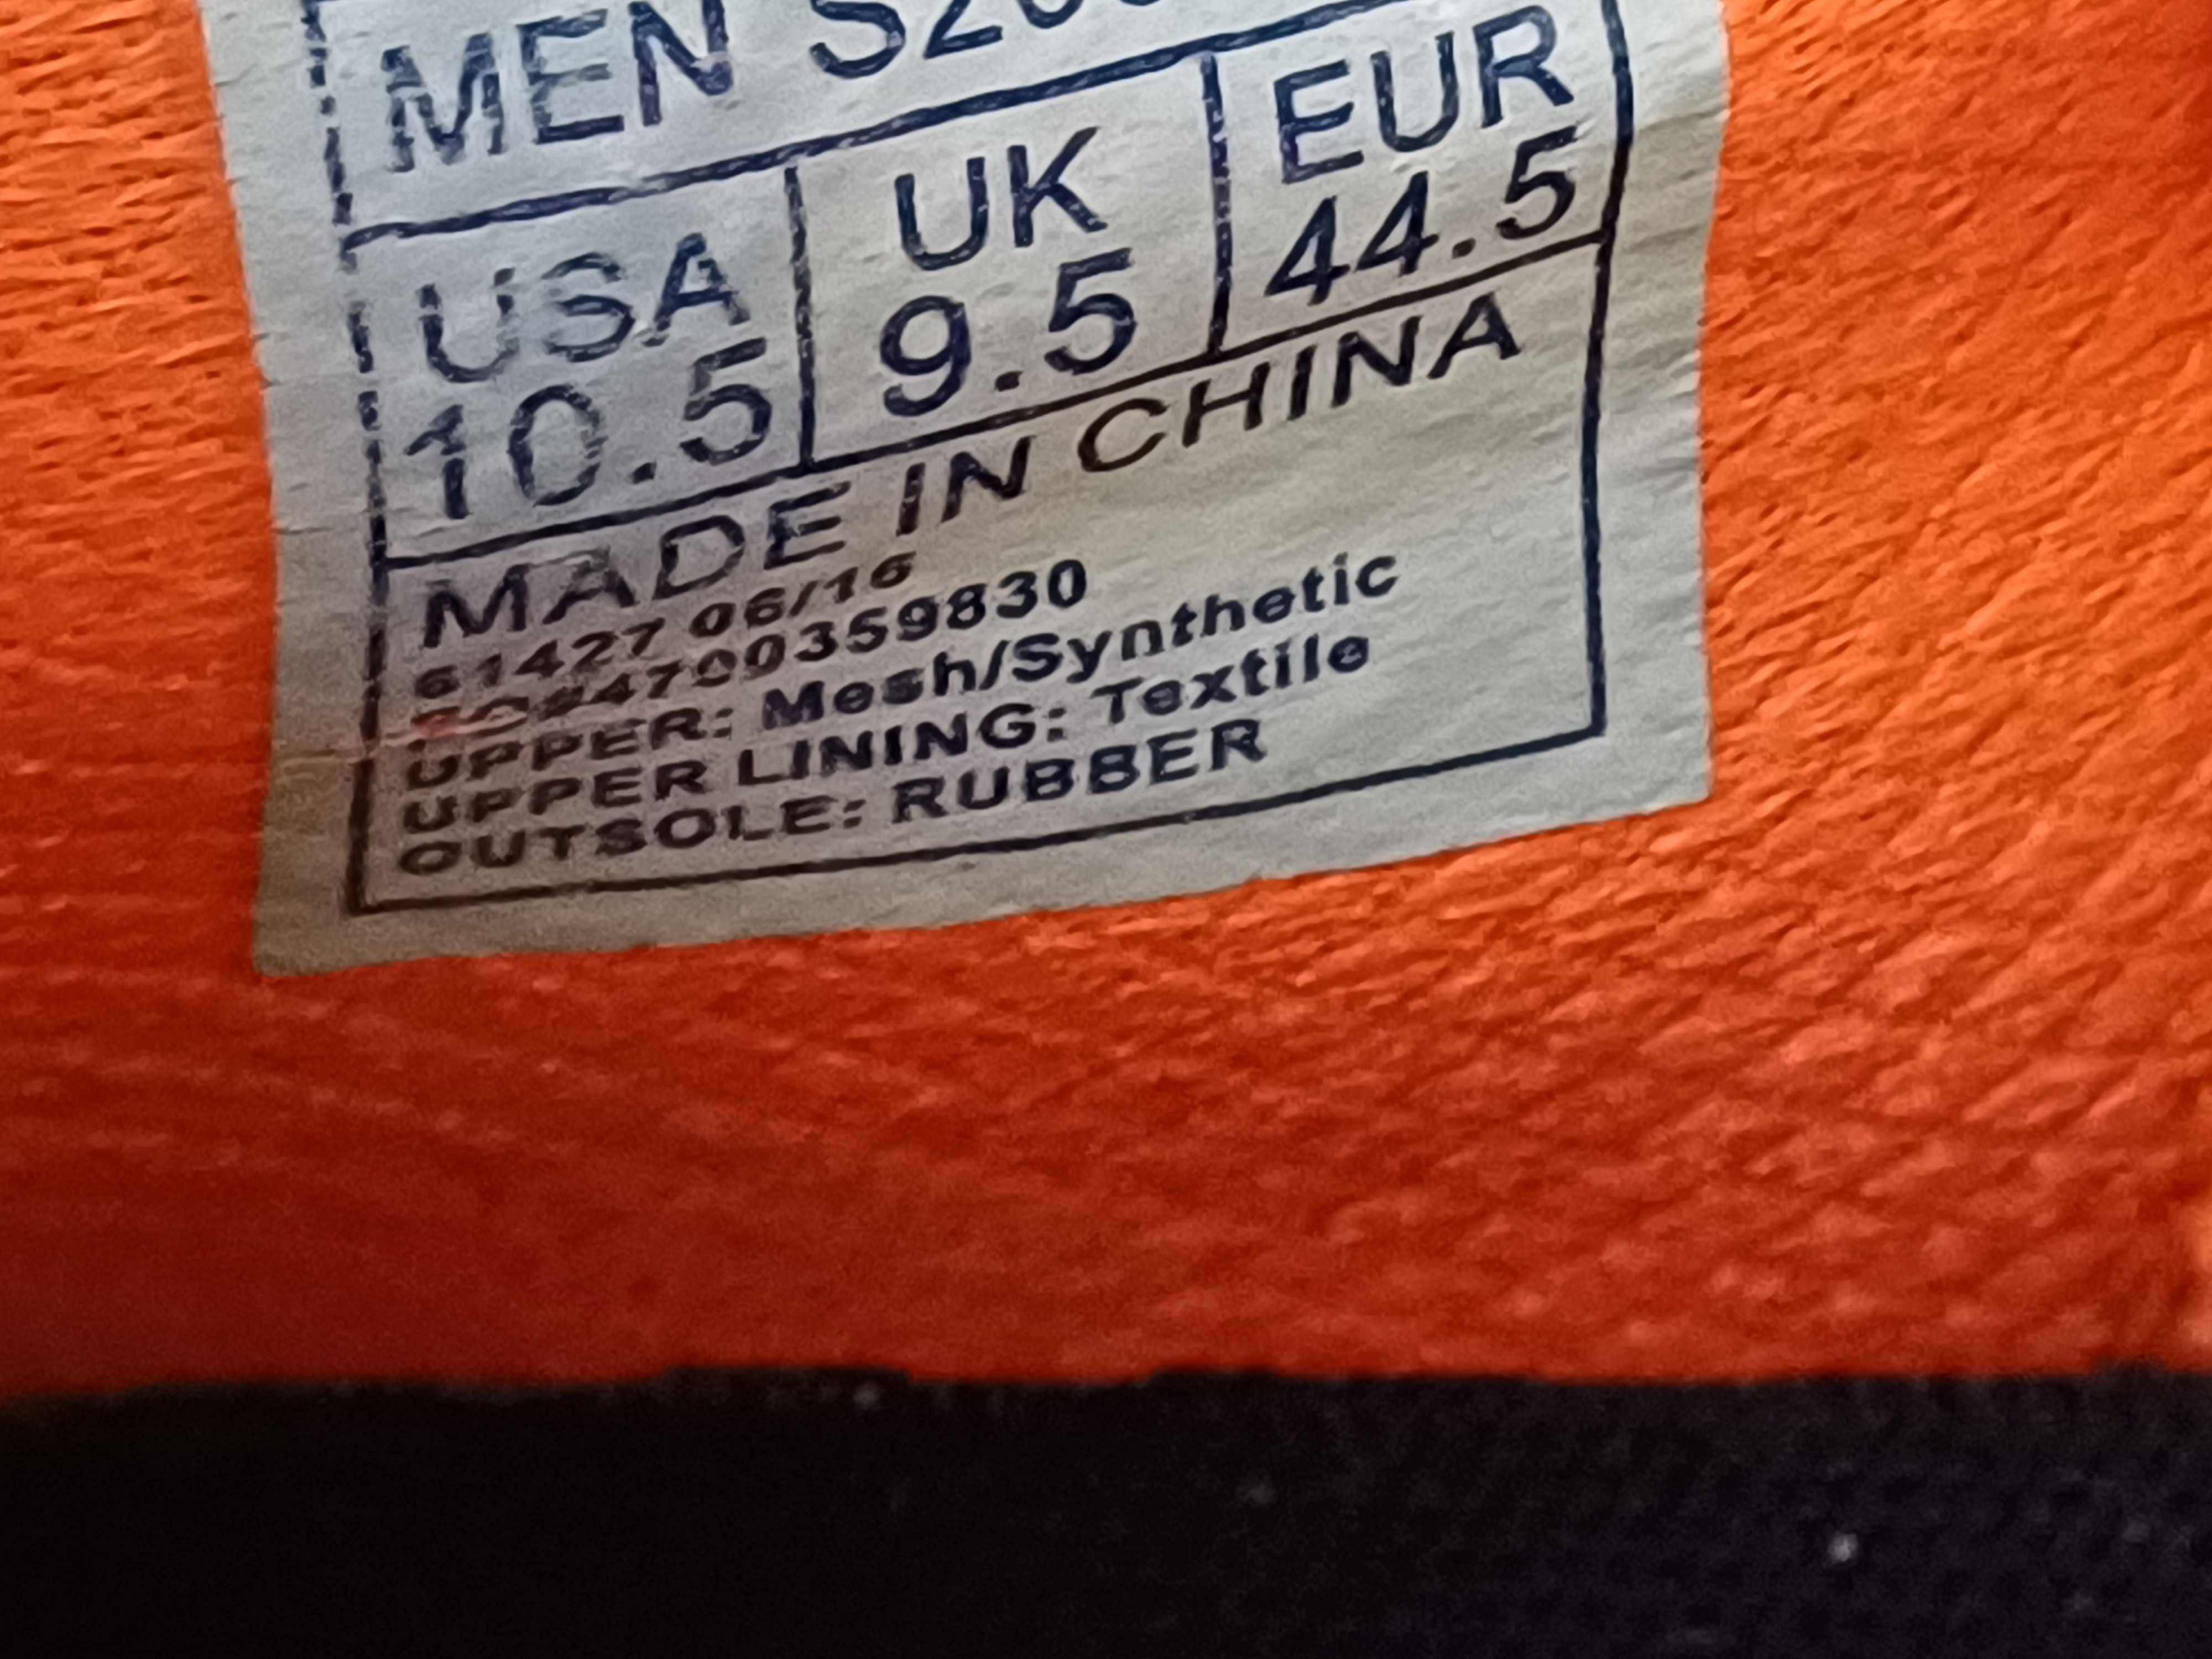 MEN
USA UK EUR
10.5 9.5 44.5
MADE IN CHINA
61427 06/16
UPPER: Mesh/Synthetic
UPPER LINING: Textile
OUTSOLE: RUBBER